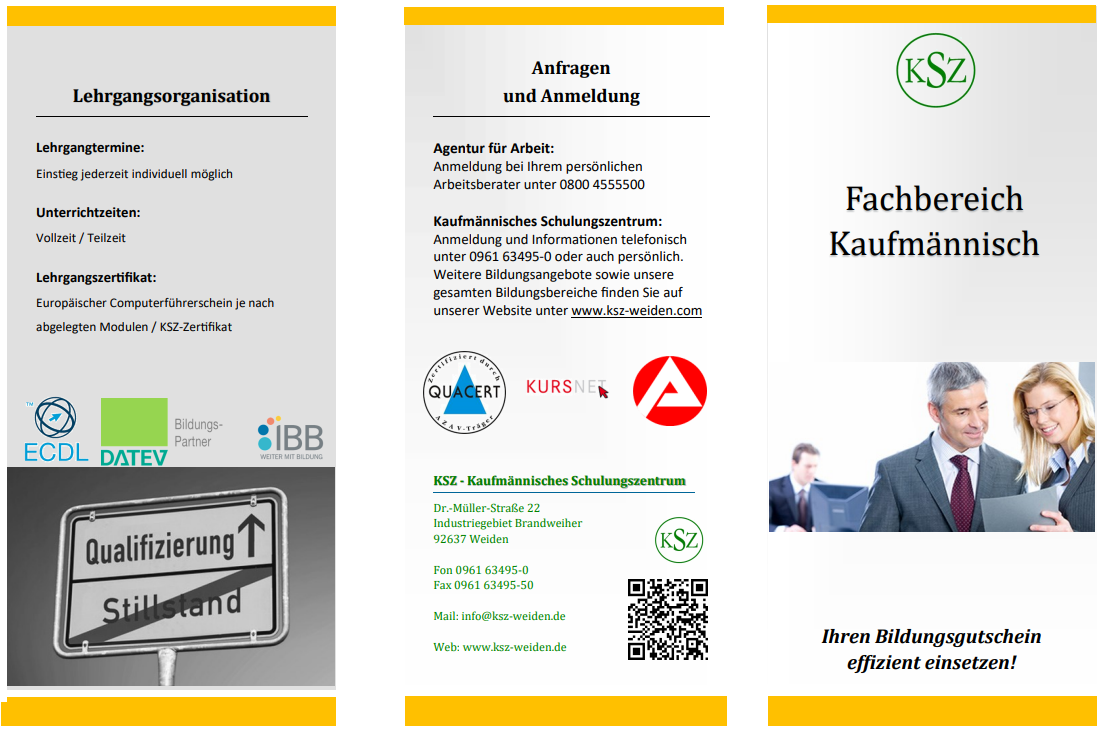 Lehrgangsorganisation
Lehrgangtermine:
Einstieg jederzeit individuell möglich
Unterrichtzeiten:
Vollzeit / Teilzeit
Lehrgangszertifikat:
Europäischer Computerführerschein je nach
abgelegten Modulen / KSZ-Zertifikat
TM
ECDL
DATEV
Bildungs-
Partner
IBB
WEITER MIT BILDUNG
Qualifizierung
Stillstand
Anfragen
und Anmeldung
Agentur für Arbeit:
Anmeldung bei Ihrem persönlichen
Arbeitsberater unter 0800 4555500
Kaufmännisches Schulungszentrum:
Anmeldung und Informationen telefonisch
unter 0961 63495-0 oder auch persönlich.
Weitere Bildungsangebote sowie unsere
gesamten Bildungsbereiche finden Sie auf
unserer Website unter www.ksz-weiden.com
Zertifiziert durch
QUACERT
AZAV-Träger
KURSNET
KSZ - Kaufmännisches Schulungszentrum
Dr.-Müller-Straße 22
Industriegebiet Brandweiher
92637 Weiden
KSZ
Fon 0961 63495-0
Fax 0961 63495-50
Mail: info@ksz-weiden.de
Web: www.ksz-weiden.de
KSZ
Fachbereich
Kaufmännisch
Ihren Bildungsgutschein
effizient einsetzen!